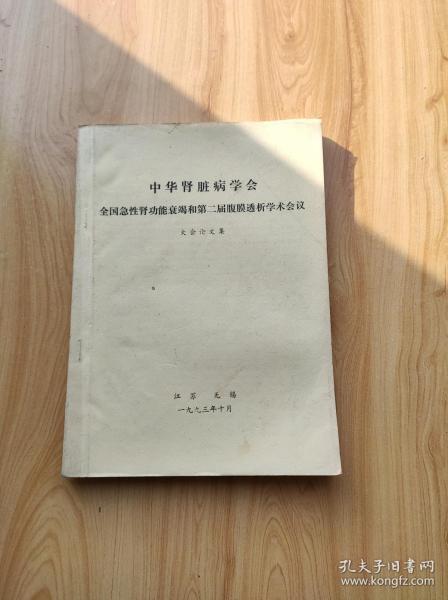 中华肾脏病学会
全国急性肾功能衰竭和第二届腹膜透析学术会议
大会论文集
江苏 无锡
一九九三年十月
孔夫子旧书网
www.kongfz.com